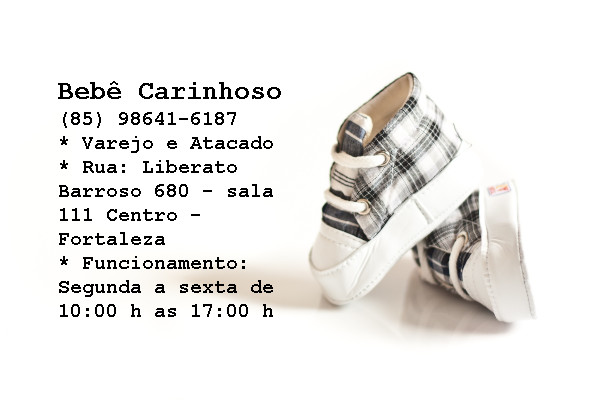 Bebê Carinhoso
(85) 98641-6187
* Varejo e Atacado
* Rua: Liberato
Barroso 680 - sala
111 Centro -
Fortaleza
* Funcionamento:
Segunda a sexta de
10:00 h as 17:00 h